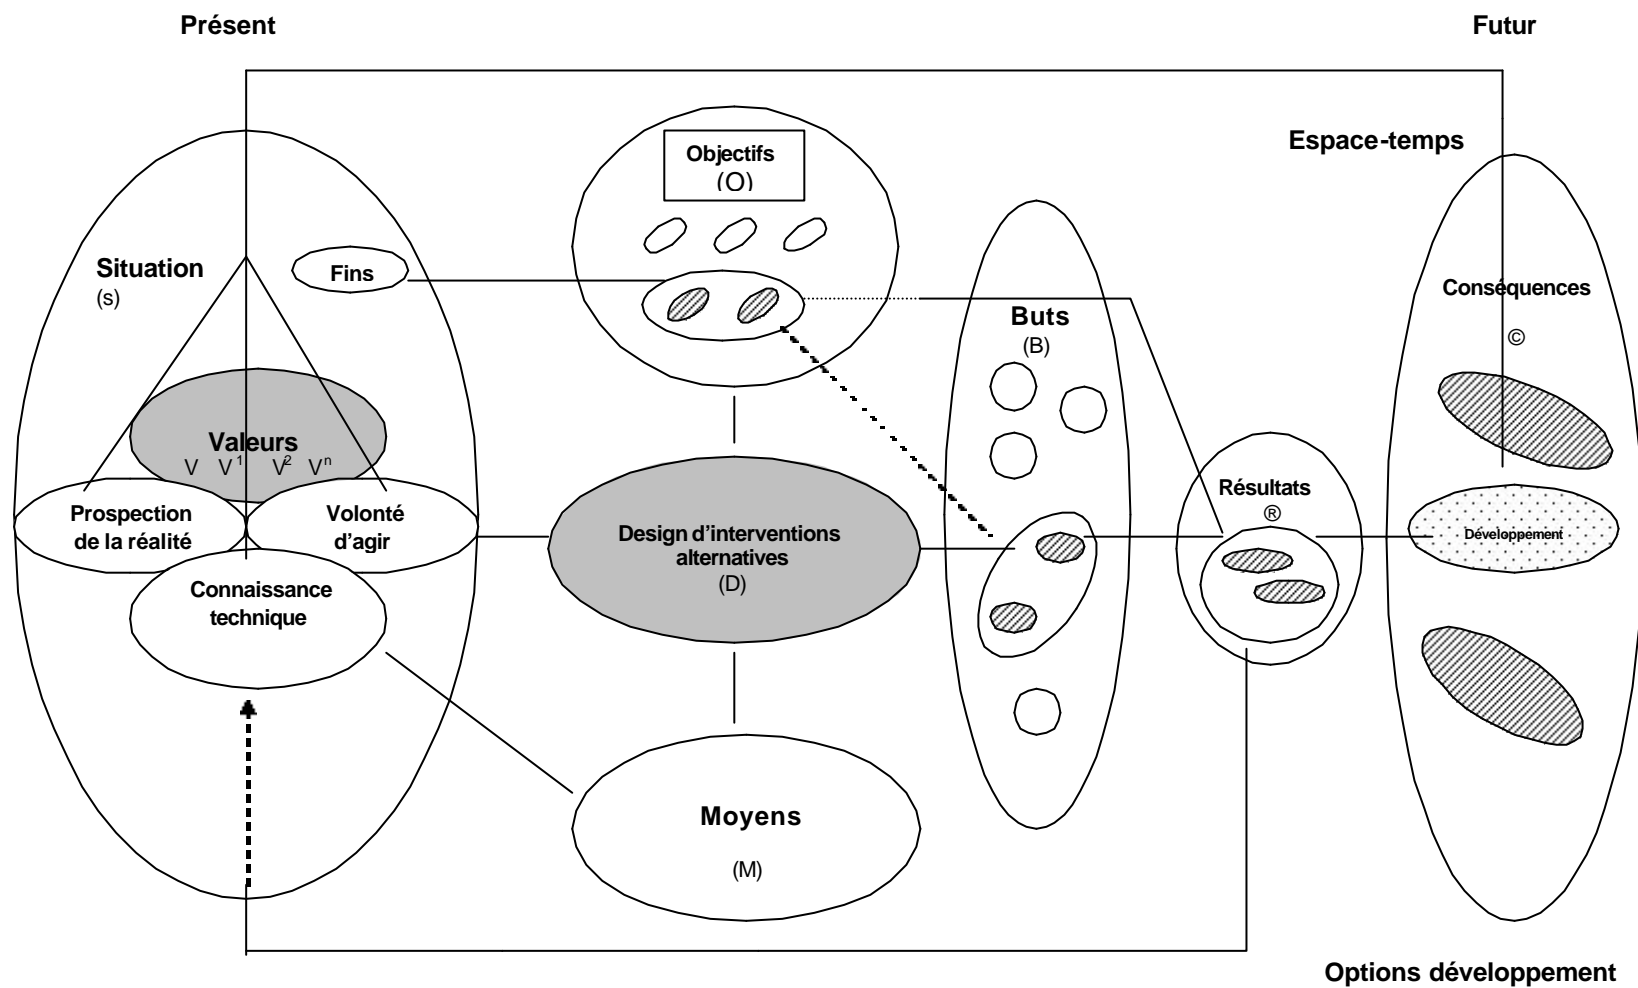 Présent
Futur
Espace-temps
Objectifs
(O)
Situation
(s)
Fins
Conséquences
©
Buts
(B)
Valeurs
V V¹ V² Vⁿ
Prospection
de la réalité
Volonté
d'agir
Résultats
®
Design d'interventions
alternatives
(D)
Développement
Connaissance
technique
Moyens
(M)
Options développement